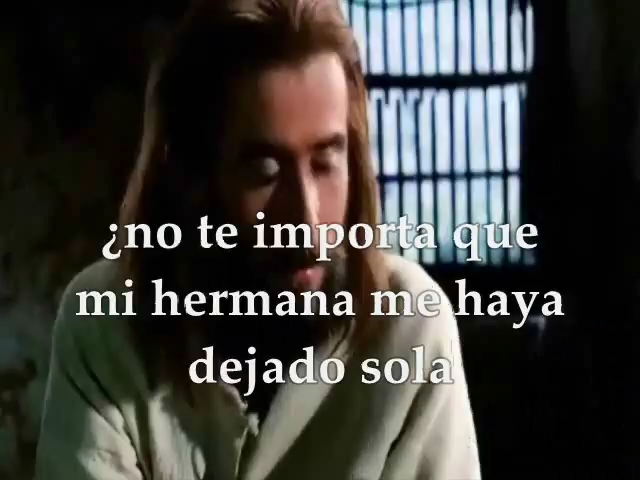 ¿no te importa que
mi hermana me haya
dejado sola